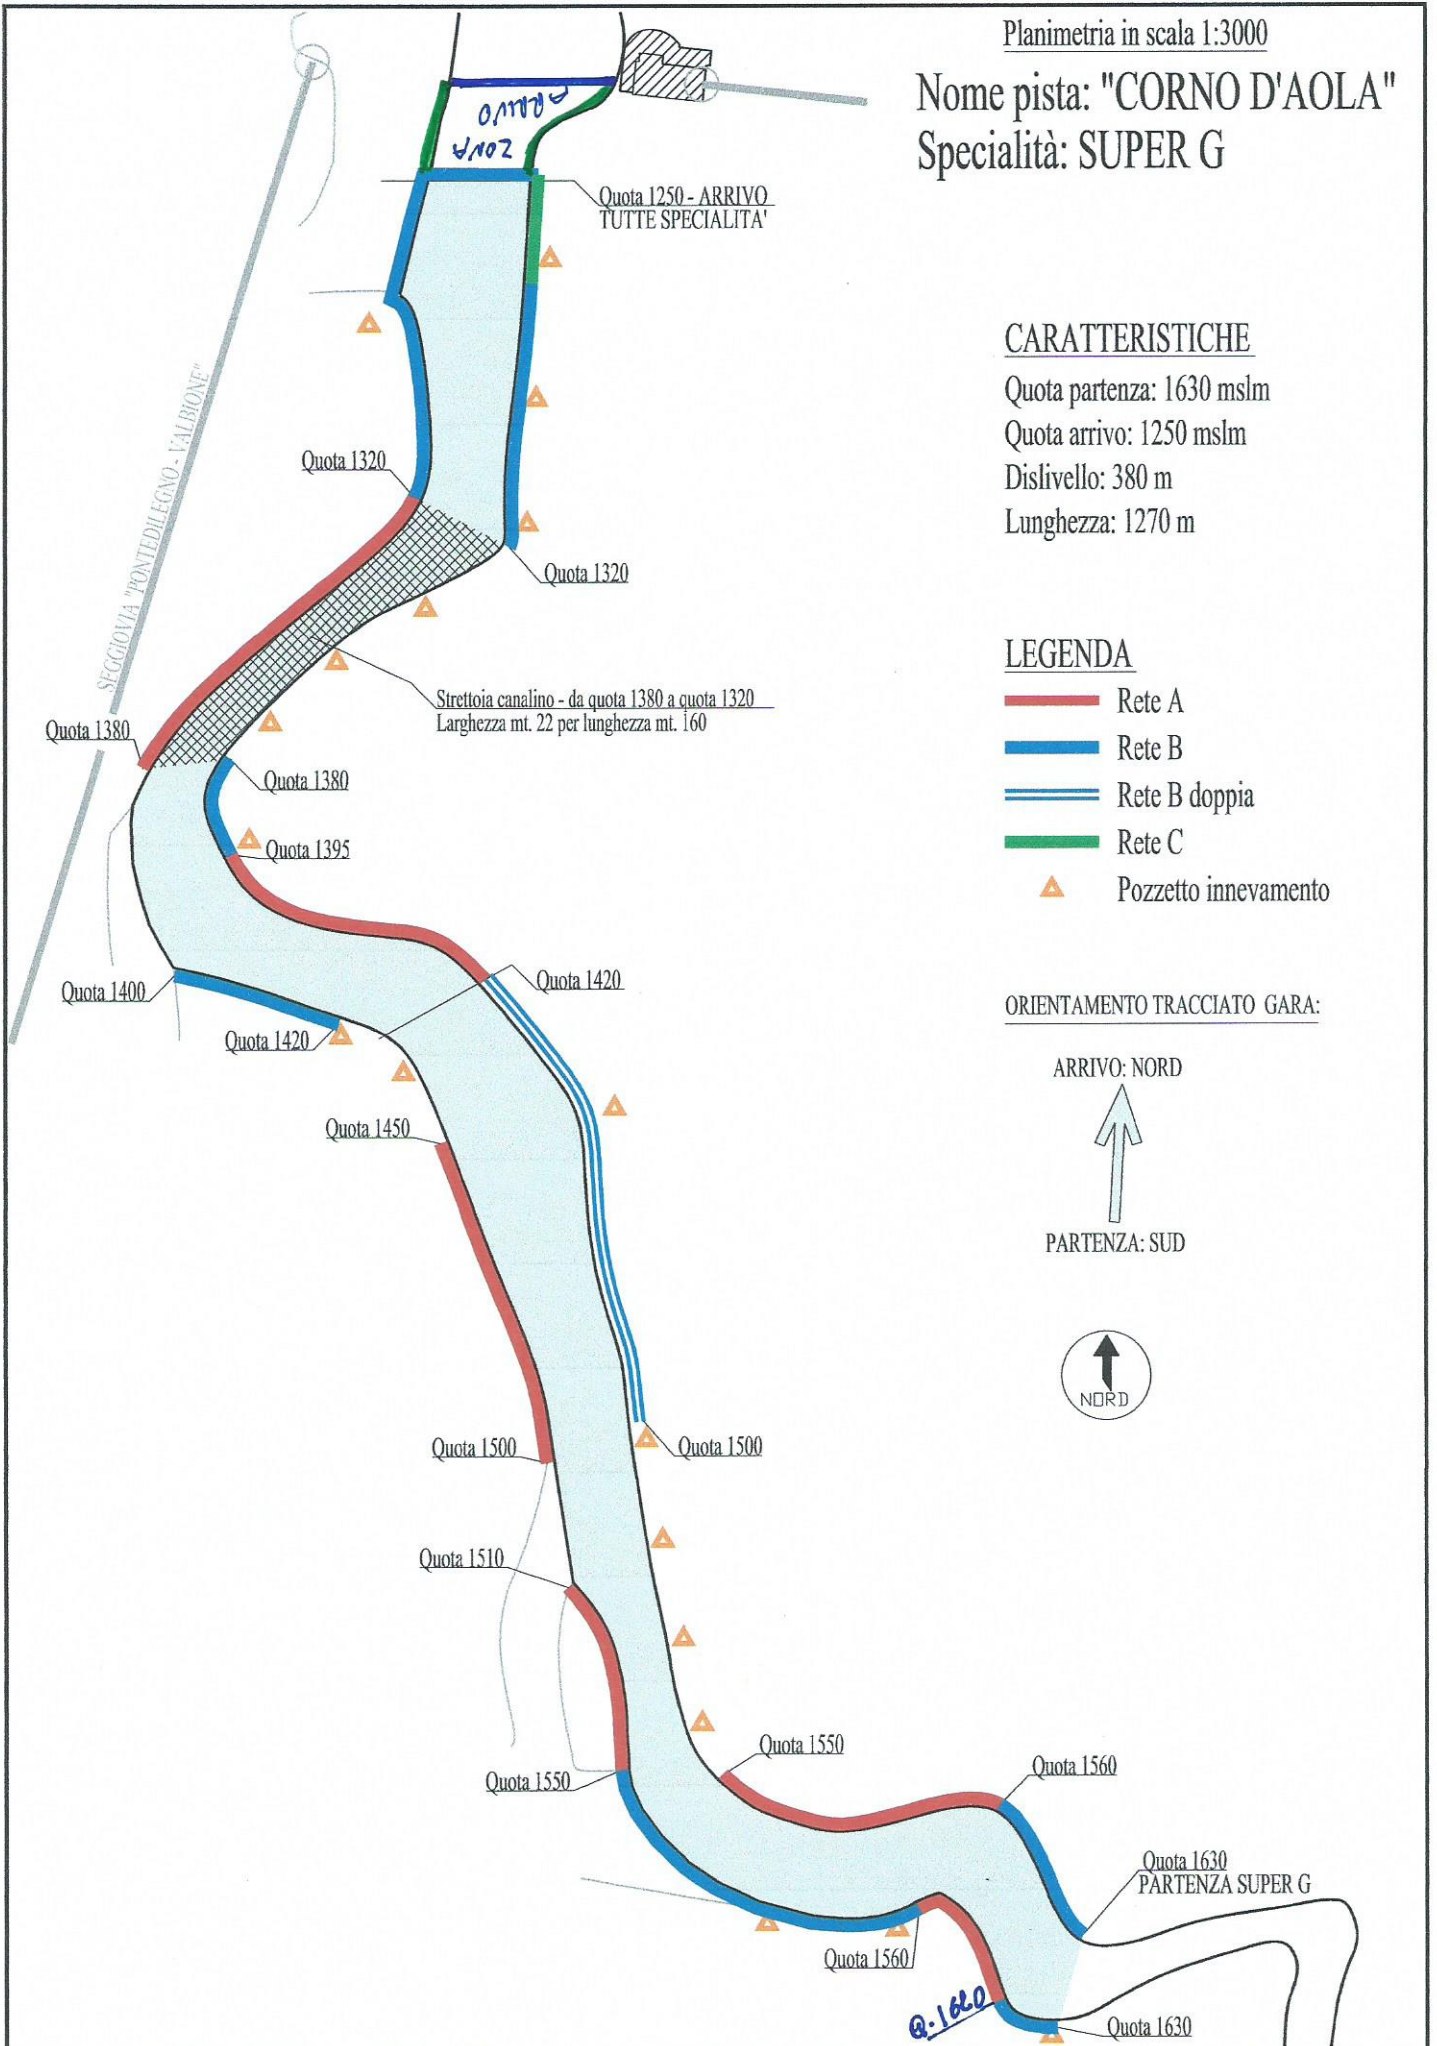 Planimetria in scala 1:3000
Nome pista: "CORNO D'AOLA"
Specialità: SUPER G
ZONA
ARRIVO
Quota 1250 - ARRIVO
TUTTE SPECIALITA'
CARATTERISTICHE
Quota partenza: 1630 mslm
Quota arrivo: 1250 mslm
Dislivello: 380 m
Lunghezza: 1270 m
SEGGIOVIA "PONTEDILEGNO - VALBIONE"
Quota 1320
Quota 1320
Strettoia canalino - da quota 1380 a quota 1320
Larghezza mt. 22 per lunghezza mt. 160
LEGENDA
Rete A
Rete B
Rete B doppia
Rete C
Pozzetto innevamento
Quota 1380
Quota 1380
Quota 1395
Quota 1400
Quota 1420
Quota 1420
ORIENTAMENTO TRACCIATO GARA:
ARRIVO: NORD
PARTENZA: SUD
NORD
Quota 1450
Quota 1500
Quota 1500
Quota 1510
Quota 1550
Quota 1550
Quota 1560
Quota 1630
PARTENZA SUPER G
Quota 1560
Q.1620
Quota 1630